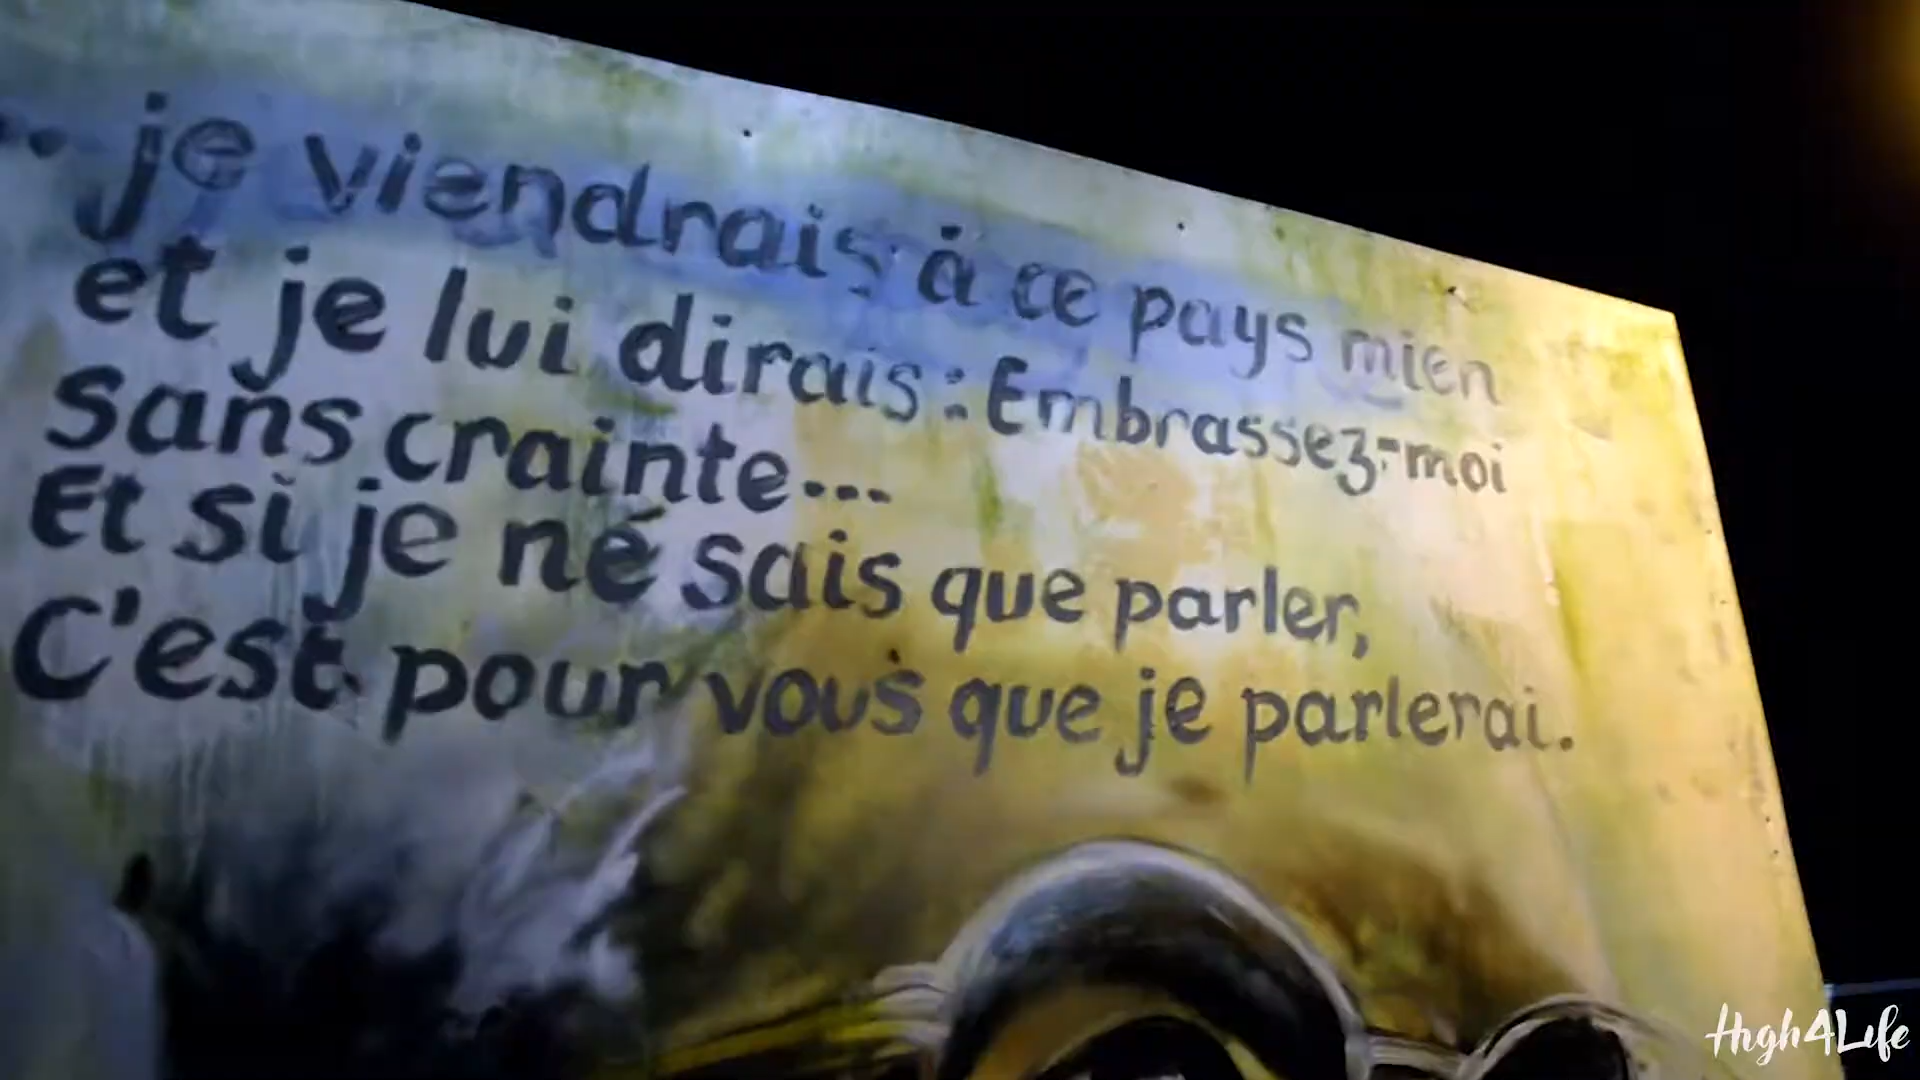 ... je viendrais à ce pays mien
et je lui dirais : Embrassez-moi
sans crainte...
Et si je ne sais que parler,
C'est pour vous que je parlerai.
High4Life